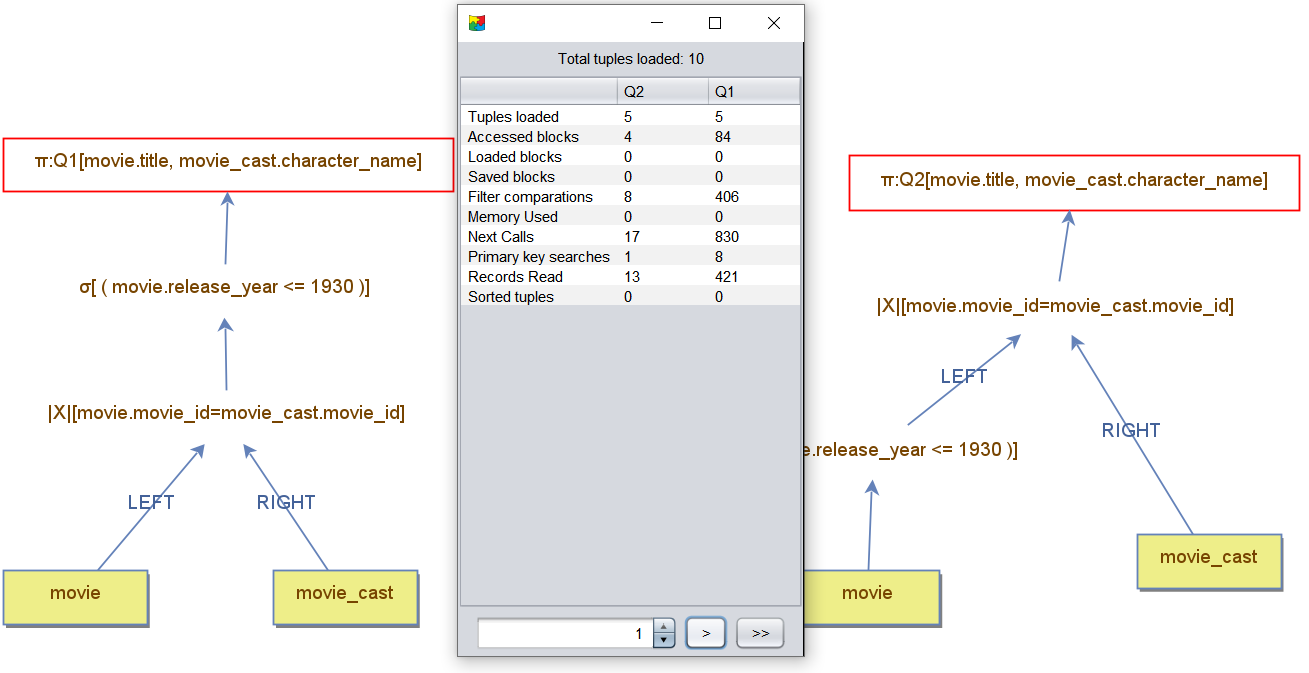 π:Q1[movie.title, movie_cast.character_name]
σ[ ( movie.release_year <= 1930 )]
|X|[movie.movie_id=movie_cast.movie_id]
LEFT
RIGHT
movie
movie_cast
Total tuples loaded: 10
Q2 Q1
Tuples loaded 5 5
Accessed blocks 4 84
Loaded blocks 0 0
Saved blocks 0 0
Filter comparations 8 406
Memory Used 0 0
Next Calls 17 830
Primary key searches 1 8
Records Read 13 421
Sorted tuples 0 0
1
>
>>
π:Q2[movie.title, movie_cast.character_name]
|X|[movie.movie_id=movie_cast.movie_id]
LEFT
RIGHT
e.release_year <= 1930 )]
movie
movie_cast